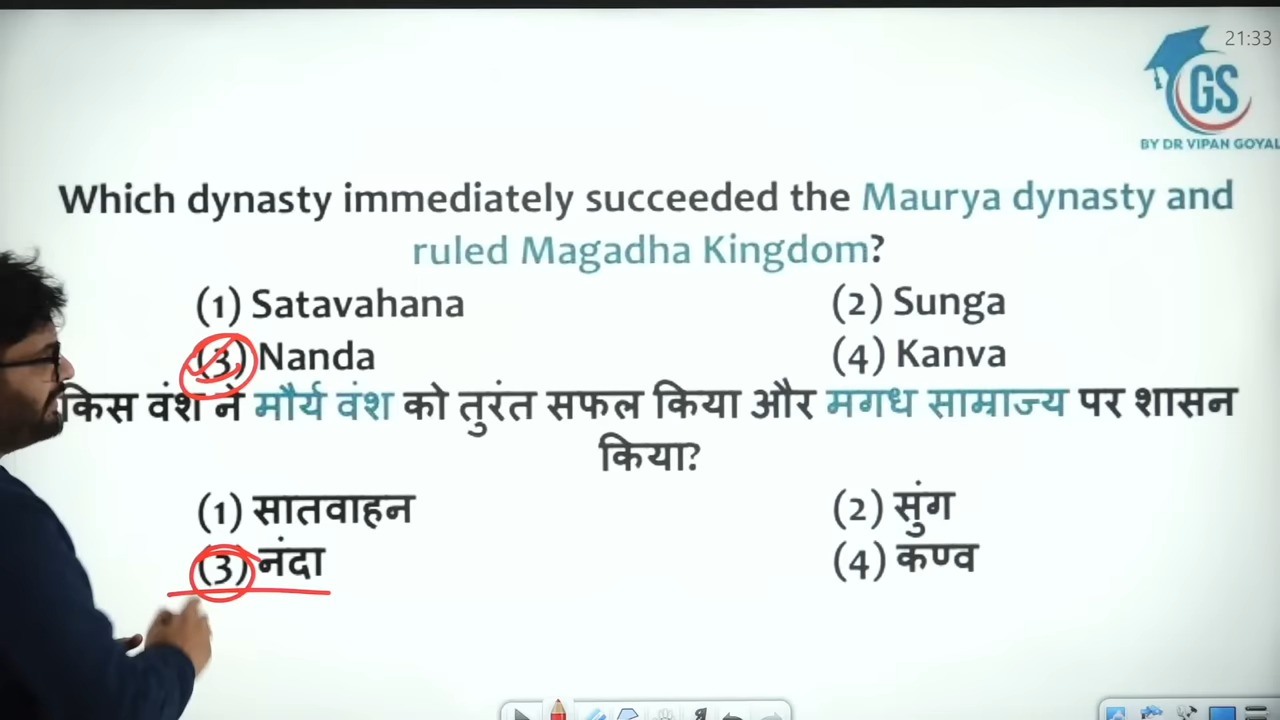 21:33
GS
BY DR VIPAN GOYAL
Which dynasty immediately succeeded the Maurya dynasty and
ruled Magadha Kingdom?
(1) Satavahana (2) Sunga
(3) Nanda (4) Kanva
किस वंश ने मौर्य वंश को तुरंत सफल किया और मगध साम्राज्य पर शासन
किया?
(1) सातवाहन (2) सुंग
(3) नंदा (4) कण्व